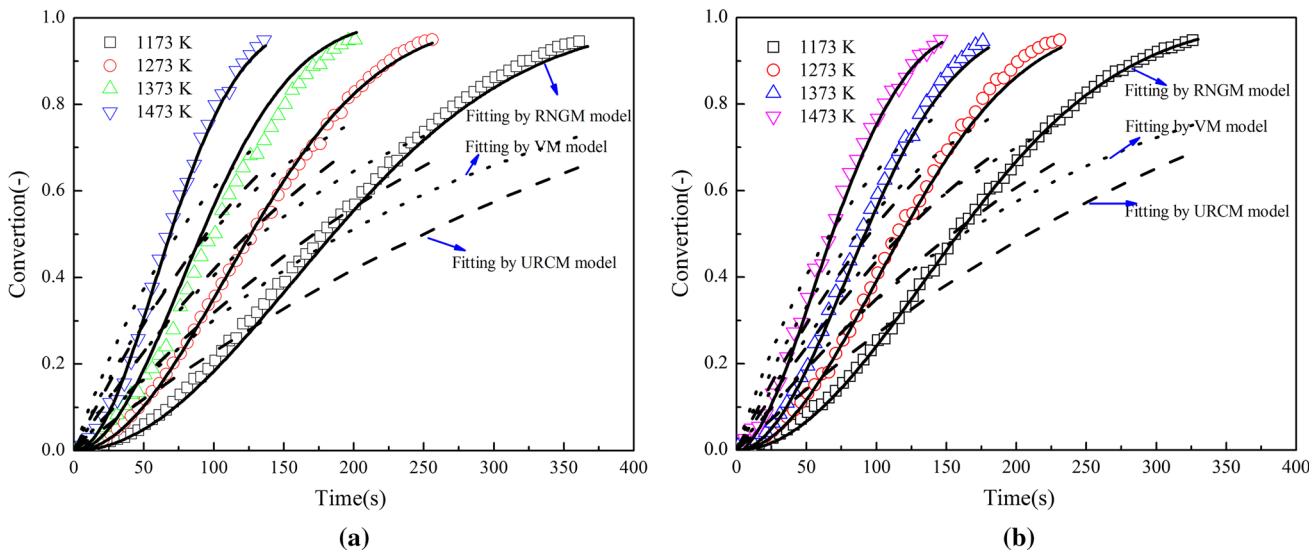 1.0
0.8
0.6
0.4
0.2
0.0
Convertion(-)
1173 K
1273 K
1373 K
1473 K
Fitting by RNGM model
Fitting by VM model
Fitting by URCM model
0 50 100 150 200 250 300 350 400
Time(s)
(a)
1.0
0.8
0.6
0.4
0.2
0.0
Convertion(-)
1173 K
1273 K
1373 K
1473 K
Fitting by RNGM model
Fitting by VM model
Fitting by URCM model
0 50 100 150 200 250 300 350 400
Time(s)
(b)